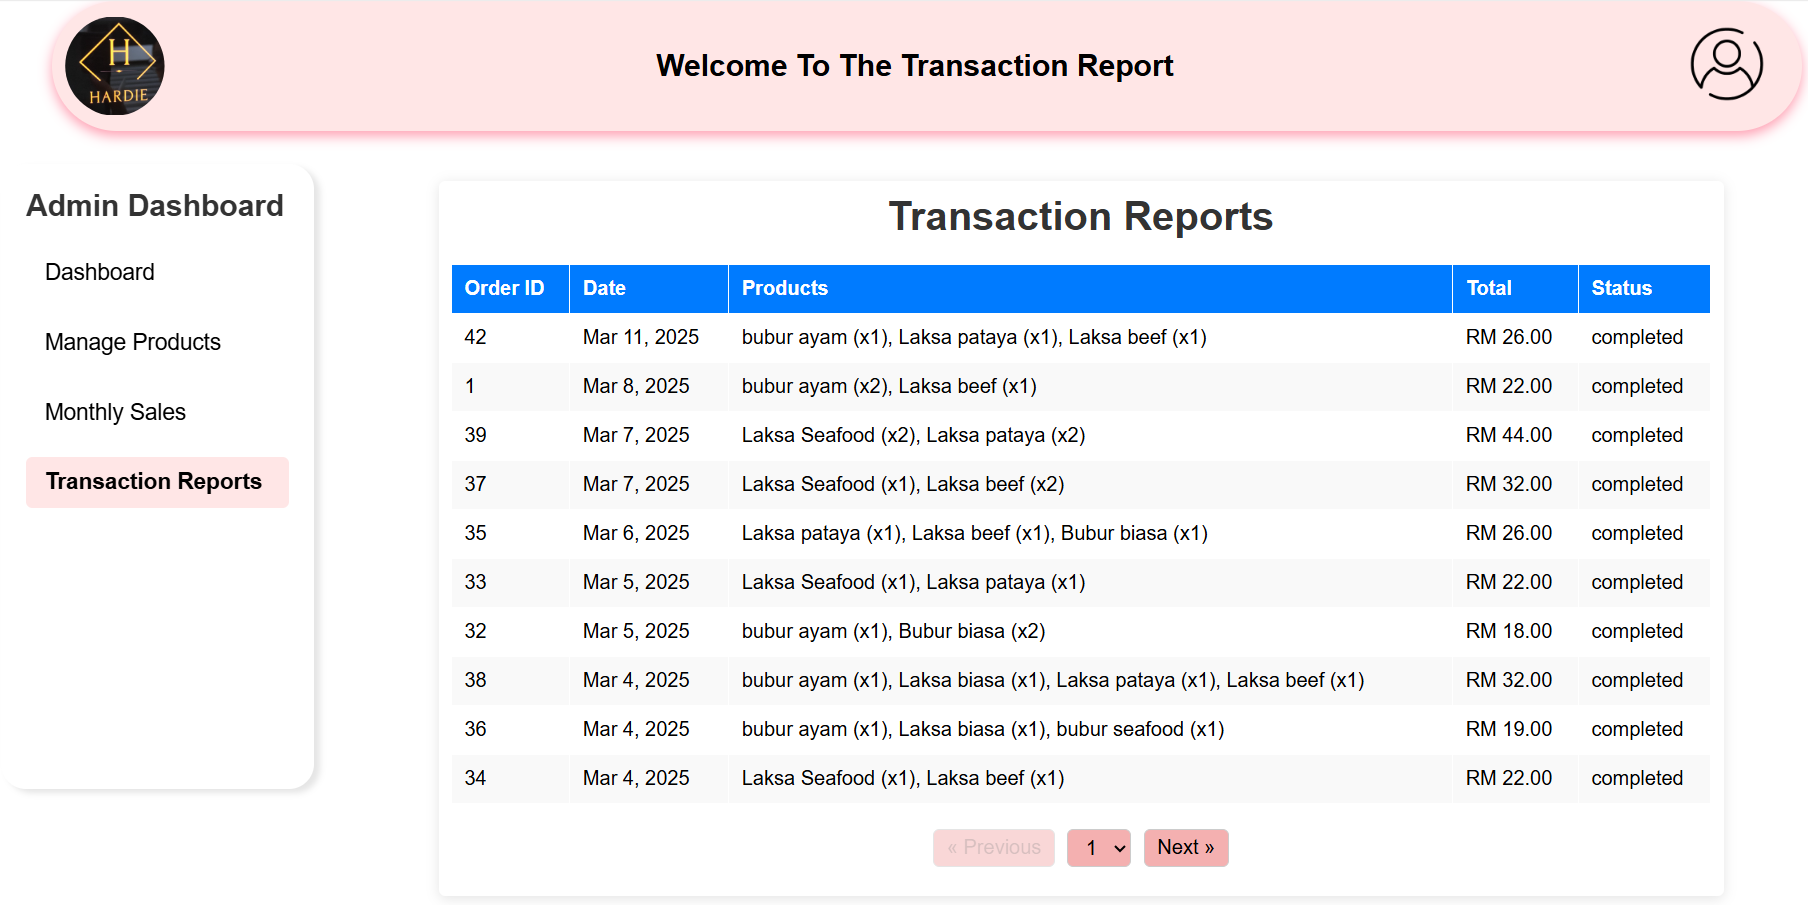 H
HARDIE
Welcome To The Transaction Report
Admin Dashboard
Dashboard
Manage Products
Monthly Sales
Transaction Reports
Transaction Reports
Order ID Date Products Total Status
42 Mar 11, 2025 bubur ayam (x1), Laksa pataya (x1), Laksa beef (x1) RM 26.00 completed
1 Mar 8, 2025 bubur ayam (x2), Laksa beef (x1) RM 22.00 completed
39 Mar 7, 2025 Laksa Seafood (x2), Laksa pataya (x2) RM 44.00 completed
37 Mar 7, 2025 Laksa Seafood (x1), Laksa beef (x2) RM 32.00 completed
35 Mar 6, 2025 Laksa pataya (x1), Laksa beef (x1), Bubur biasa (x1) RM 26.00 completed
33 Mar 5, 2025 Laksa Seafood (x1), Laksa pataya (x1) RM 22.00 completed
32 Mar 5, 2025 bubur ayam (x1), Bubur biasa (x2) RM 18.00 completed
38 Mar 4, 2025 bubur ayam (x1), Laksa biasa (x1), Laksa pataya (x1), Laksa beef (x1) RM 32.00 completed
36 Mar 4, 2025 bubur ayam (x1), Laksa biasa (x1), bubur seafood (x1) RM 19.00 completed
34 Mar 4, 2025 Laksa Seafood (x1), Laksa beef (x1) RM 22.00 completed
« Previous 1 Next »